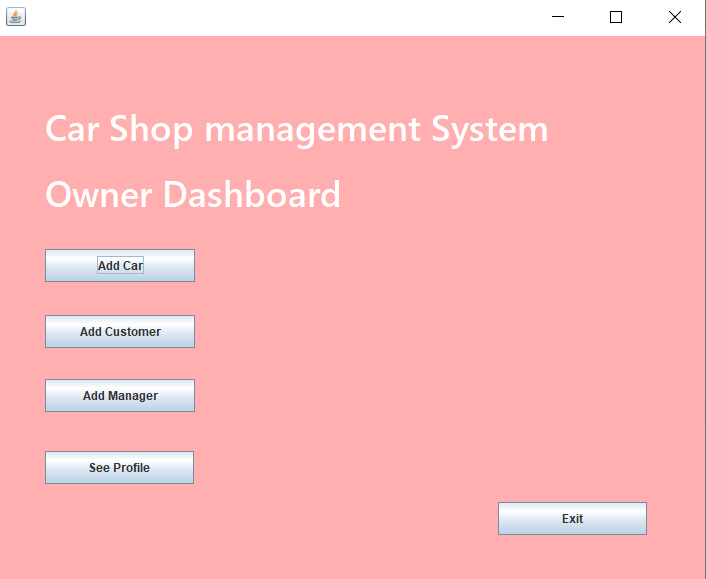 Car Shop management System
Owner Dashboard
Add Car
Add Customer
Add Manager
See Profile
Exit